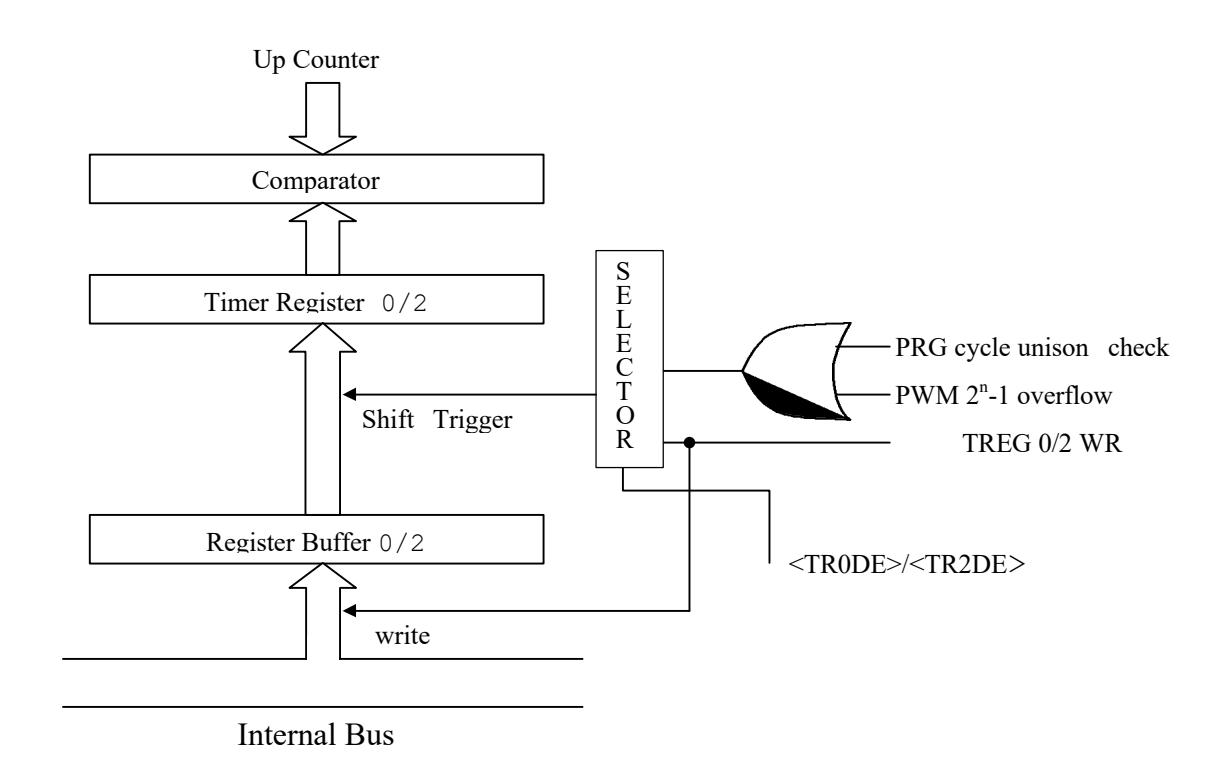 Up Counter
Comparator
Timer Register 0/2
SELECTOR
PRG cycle unison check
PWM 2ⁿ-1 overflow
Shift Trigger
TREG 0/2 WR
Register Buffer 0/2
<TR0DE>/<TR2DE>
write
Internal Bus